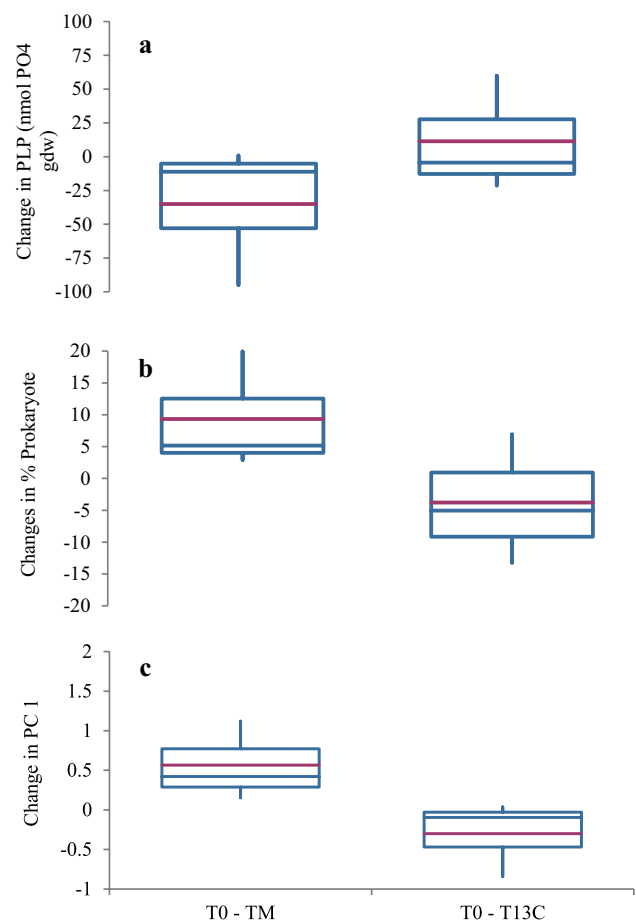 100
75
50
25
0
-25
-50
-75
-100
Change in PLP (nmol PO4
gdw)
a
20
15
10
5
0
-5
-10
-15
-20
Changes in % Prokaryote
b
2
1.5
1
0.5
0
-0.5
-1
Change in PC 1
c
T0 - TM
T0 - T13C